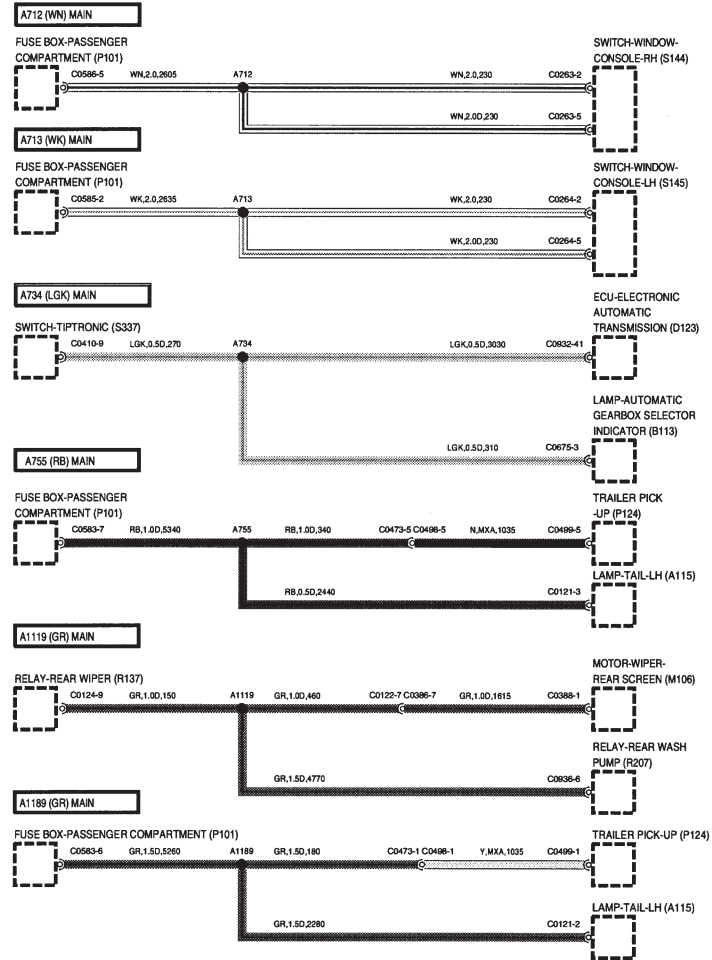 A712 (WN) MAIN
FUSE BOX-PASSENGER
COMPARTMENT (P101)
SWITCH-WINDOW-
CONSOLE-RH (S144)
C0586-5 WN,2.0,2605 A712 WN,2.0,230 C0263-2
WN,2.0D,230 C0263-5
A713 (WK) MAIN
FUSE BOX-PASSENGER
COMPARTMENT (P101)
SWITCH-WINDOW-
CONSOLE-LH (S145)
C0585-2 WK,2.0,2635 A713 WK,2.0,230 C0264-2
WK,2.0D,230 C0264-5
A734 (LGK) MAIN
ECU-ELECTRONIC
AUTOMATIC
TRANSMISSION (D123)
SWITCH-TIPTRONIC (S337)
C0410-9 LGK,0.5D,270 A734 LGK,0.5D,3030 C0932-41
LAMP-AUTOMATIC
GEARBOX SELECTOR
INDICATOR (B113)
LGK,0.5D,310 C0675-3
A755 (RB) MAIN
FUSE BOX-PASSENGER
COMPARTMENT (P101)
TRAILER PICK
-UP (P124)
C0583-7 RB,1.0D,5340 A755 RB,1.0D,340 C0473-5 C0498-5 N,MXA,1035 C0499-5
LAMP-TAIL-LH (A115)
RB,0.5D,2440 C0121-3
A1119 (GR) MAIN
MOTOR-WIPER-
REAR SCREEN (M106)
RELAY-REAR WIPER (R137)
C0124-9 GR,1.0D,150 A1119 GR,1.0D,460 C0122-7 C0386-7 GR,1.0D,1615 C0388-1
RELAY-REAR WASH
PUMP (R207)
GR,1.5D,4770 C0936-6
A1189 (GR) MAIN
FUSE BOX-PASSENGER COMPARTMENT (P101)
TRAILER PICK-UP (P124)
C0583-6 GR,1.5D,5260 A1189 GR,1.5D,180 C0473-1 C0498-1 Y,MXA,1035 C0499-1
LAMP-TAIL-LH (A115)
GR,1.5D,2280 C0121-2